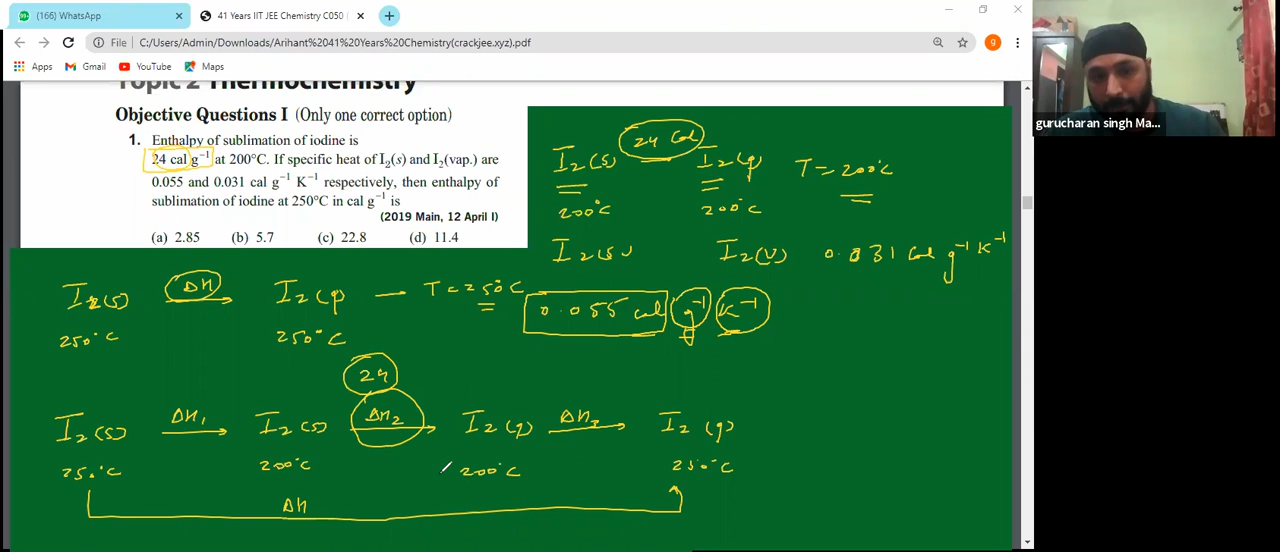 (166) WhatsApp
41 Years IIT JEE Chemistry C050 (
File C:/Users/Admin/Downloads/Arihant%2041%20Years%20Chemistry(crackjee.xyz).pdf
g
Apps Gmail YouTube Maps
Topic 2 Thermochemistry
Objective Questions I (Only one correct option)
1. Enthalpy of sublimation of iodine is
24 cal g⁻¹ at 200°C. If specific heat of I₂(s) and I₂(vap.) are
0.055 and 0.031 cal g⁻¹ K⁻¹ respectively, then enthalpy of
sublimation of iodine at 250°C in cal g⁻¹ is
(2019 Main, 12 April I)
(a) 2.85 (b) 5.7 (c) 22.8 (d) 11.4
24 cal
I₂(s) I₂(g) T = 200°C
200°C 200°C
I₂(s) I₂(v) 0.031 cal g⁻¹ K⁻¹
0.055 cal g⁻¹ K⁻¹
I₂(s) ΔH I₂(g) — T = 250°C
250°C 250°C
24
I₂(s) ΔH₁ I₂(s) ΔH₂ I₂(g) ΔH₃ I₂(g)
250°C 200°C 200°C 250°C
ΔH
gurucharan singh Ma...